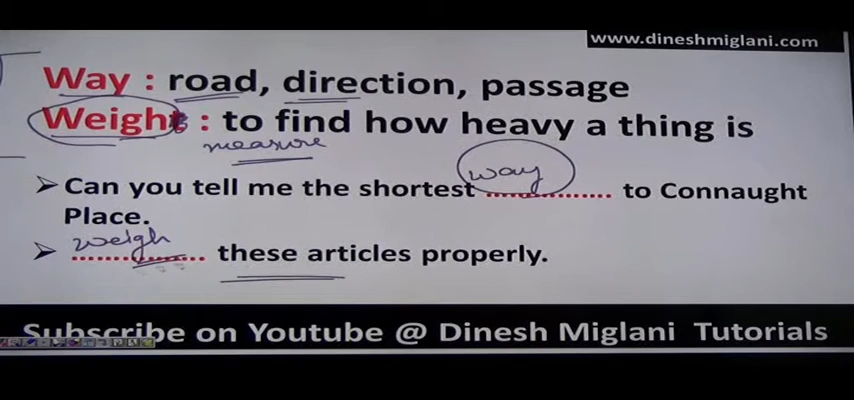 www.dineshmiglani.com
Way : road, direction, passage
Weight : to find how heavy a thing is
measure
way
Can you tell me the shortest ................ to Connaught
Place.
weigh
................. these articles properly.
Subscribe on Youtube @ Dinesh Miglani Tutorials